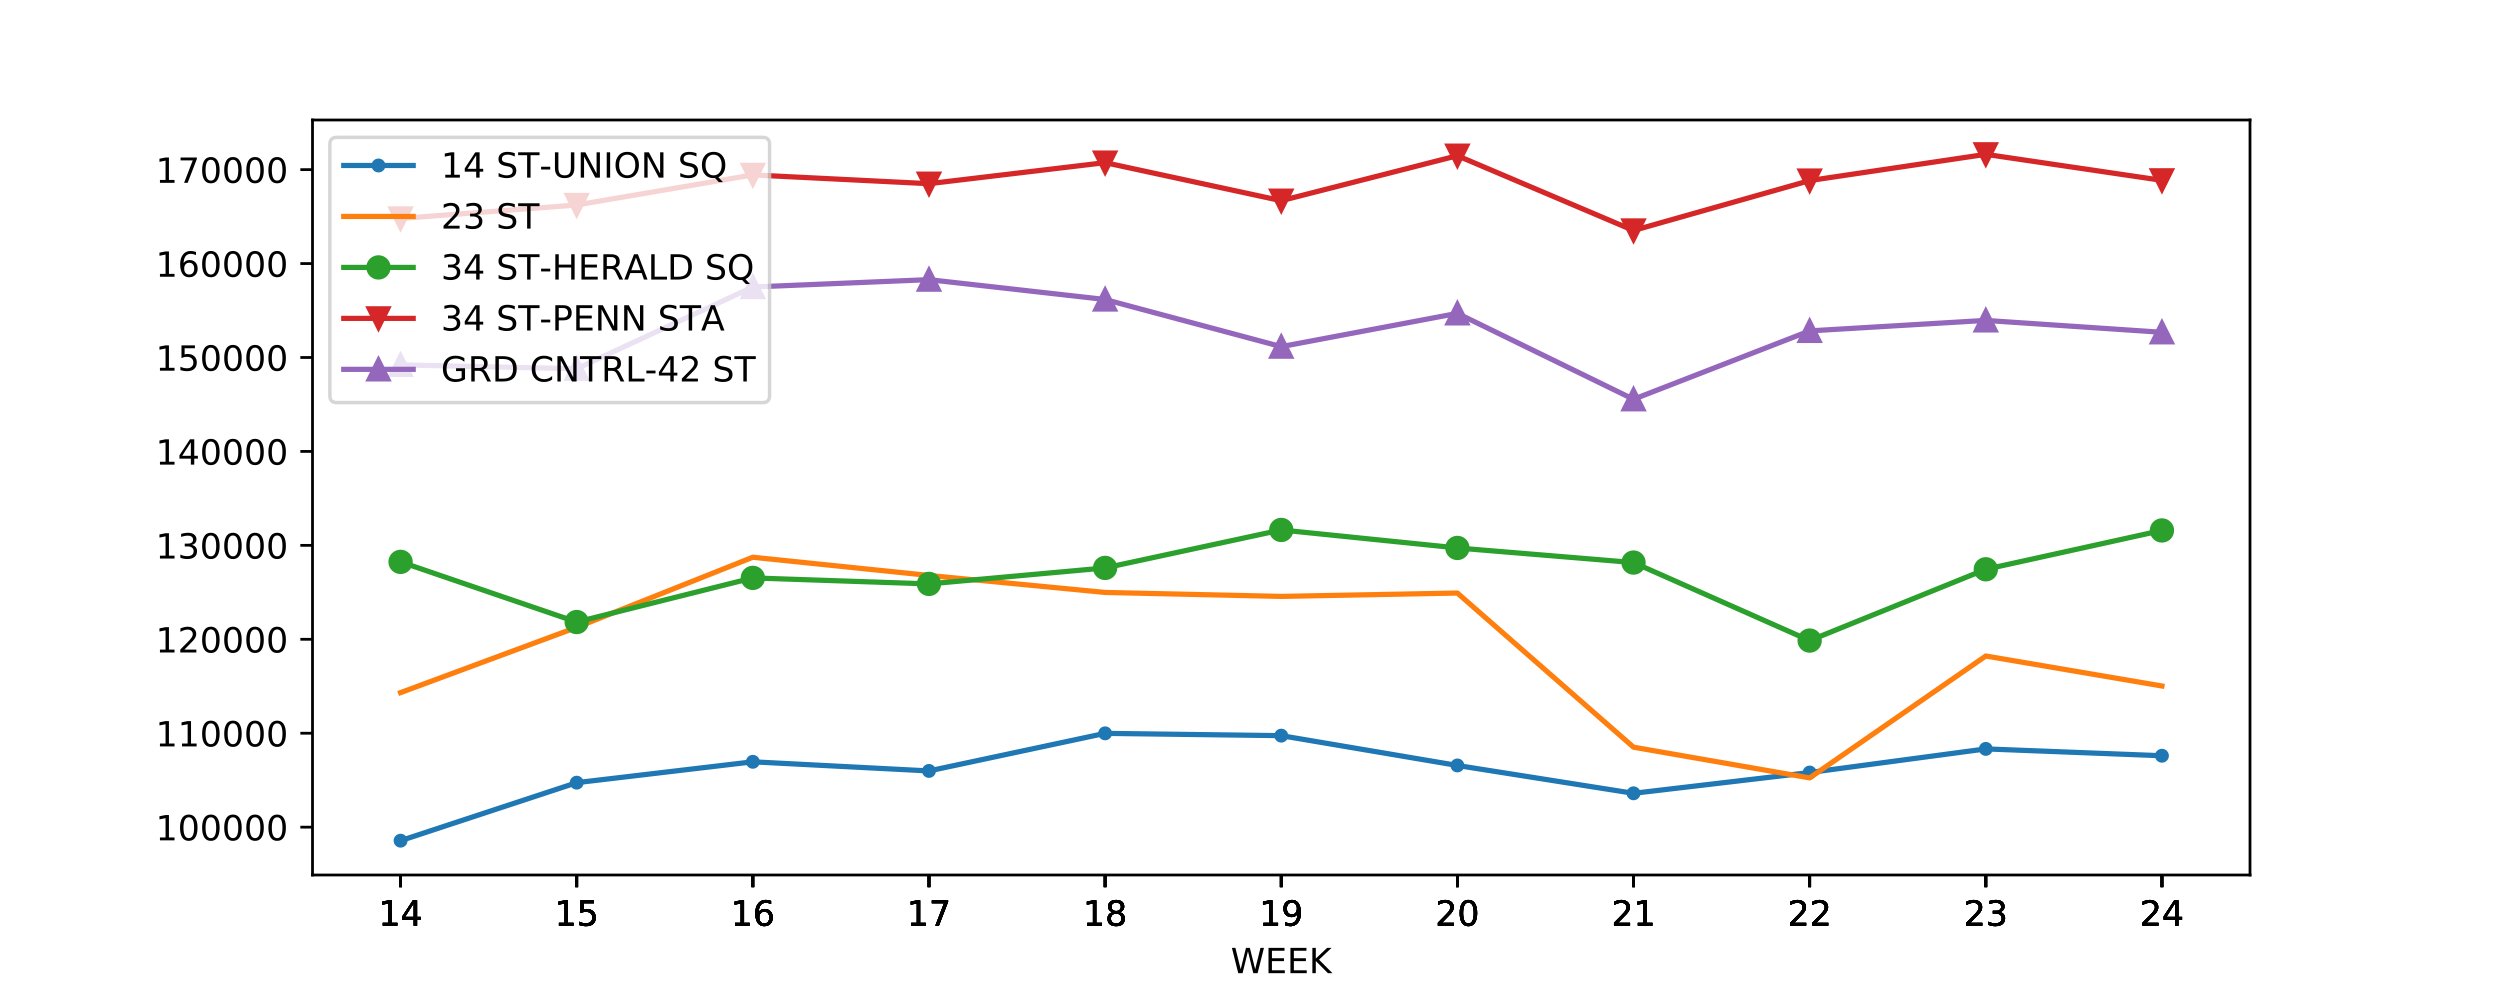 170000
160000
150000
140000
130000
120000
110000
100000
14 ST-UNION SQ
23 ST
34 ST-HERALD SQ
34 ST-PENN STA
GRD CNTRL-42 ST
14 15 16 17 18 19 20 21 22 23 24
WEEK